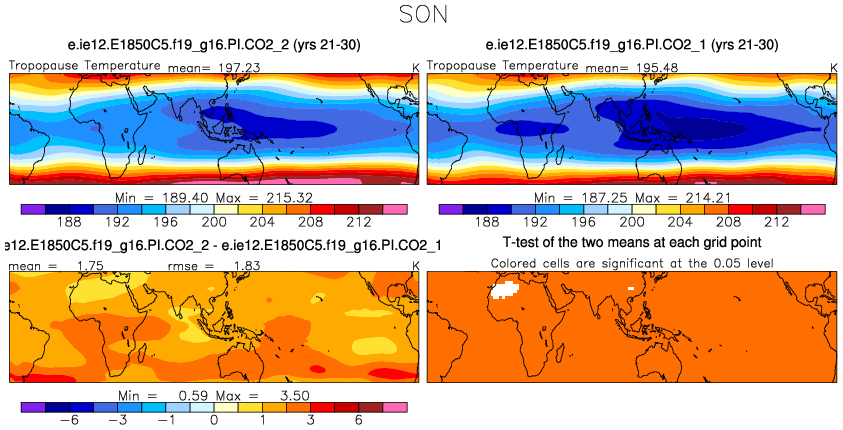 SON
e.ie12.E1850C5.f19_g16.PI.CO2_2 (yrs 21-30)
Tropopause Temperature mean= 197.23 K
Min = 189.40 Max = 215.32
188 192 196 200 204 208 212
e.ie12.E1850C5.f19_g16.PI.CO2_1 (yrs 21-30)
Tropopause Temperature mean= 195.48 K
Min = 187.25 Max = 214.21
188 192 196 200 204 208 212
e12.E1850C5.f19_g16.PI.CO2_2 - e.ie12.E1850C5.f19_g16.PI.CO2_1
mean = 1.75 rmse = 1.83 K
Min = 0.59 Max = 3.50
-6 -3 -1 0 1 3 6
T-test of the two means at each grid point
Colored cells are significant at the 0.05 level